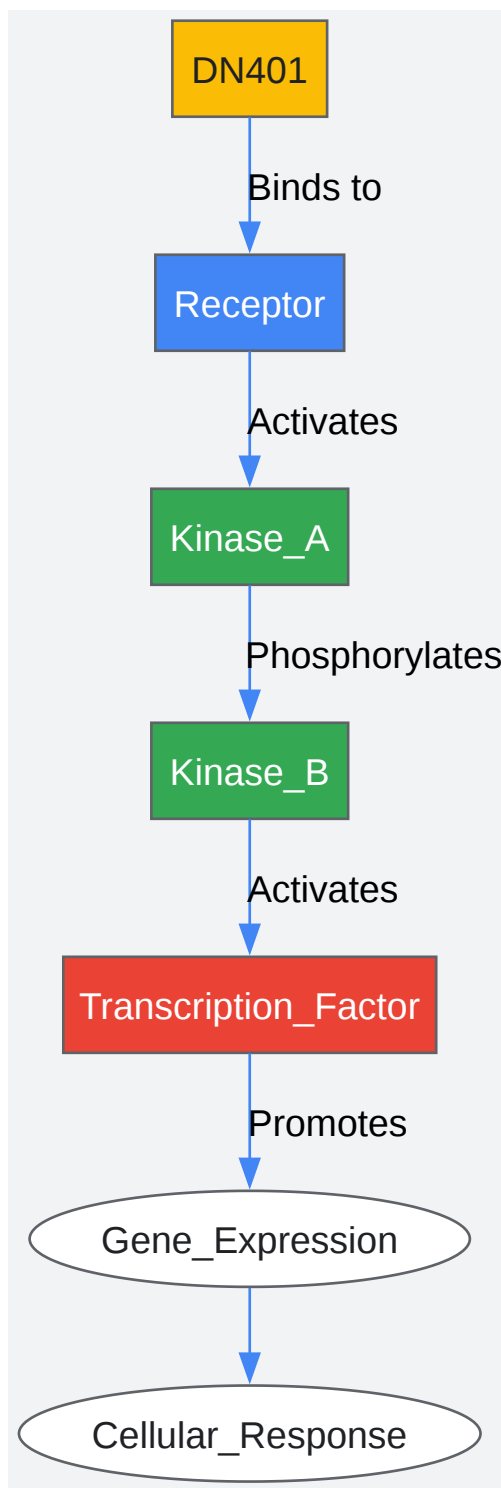 DN401
Binds to
Receptor
Activates
Kinase_A
Phosphorylates
Kinase_B
Activates
Transcription_Factor
Promotes
Gene_Expression
Cellular_Response